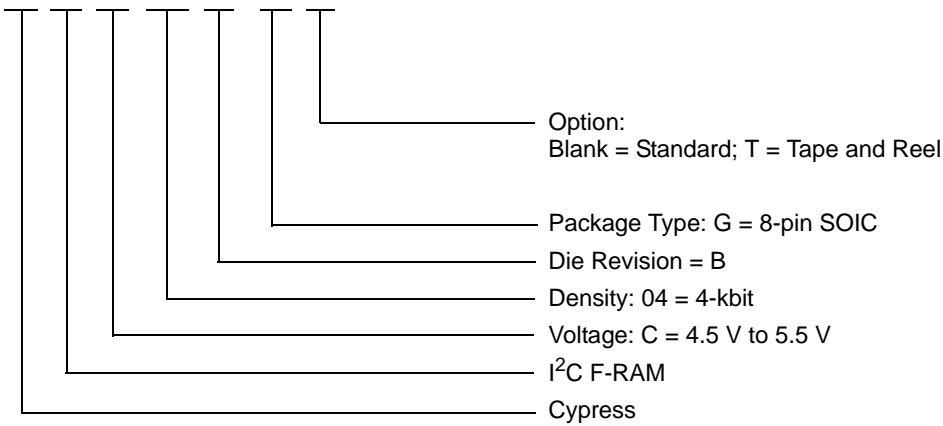 Option:
Blank = Standard; T = Tape and Reel
Package Type: G = 8-pin SOIC
Die Revision = B
Density: 04 = 4-kbit
Voltage: C = 4.5 V to 5.5 V
I²C F-RAM
Cypress